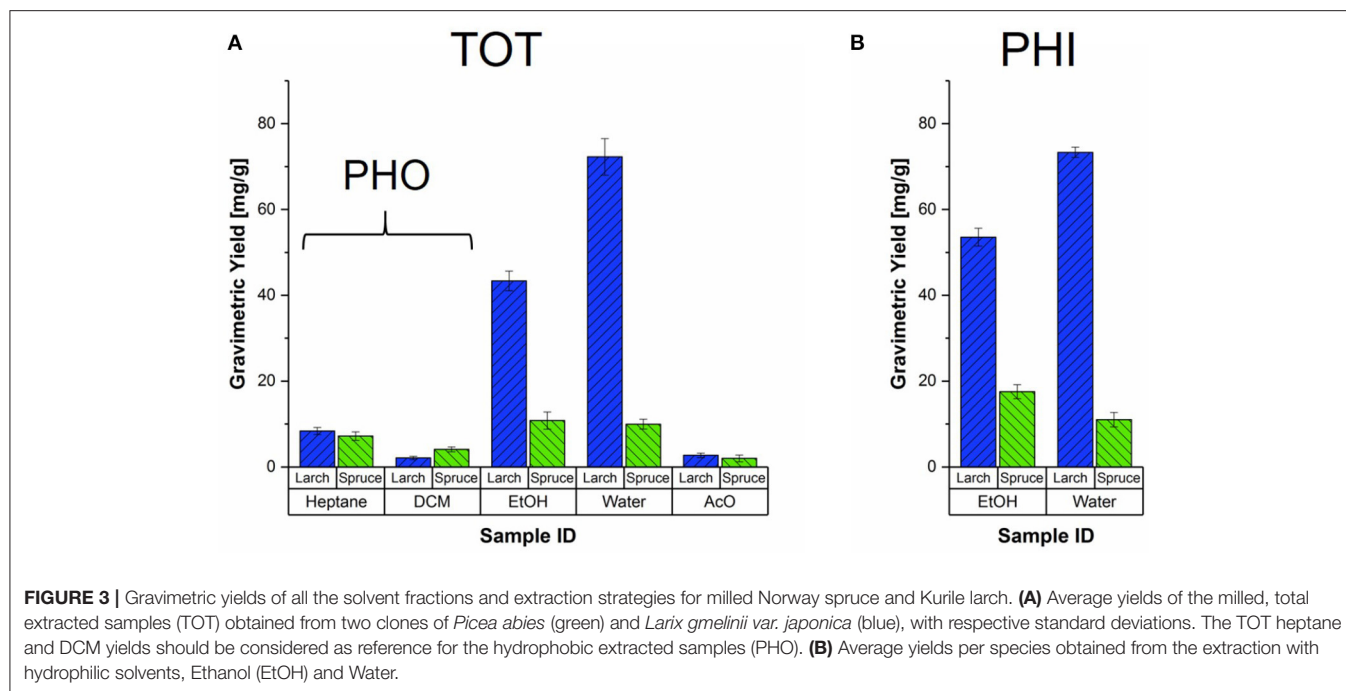 A
TOT
B
PHI
80
60
40
20
0
Gravimetric Yield [mg/g]
PHO
Larch Spruce Larch Spruce Larch Spruce Larch Spruce Larch Spruce
Heptane DCM EtOH Water AcO
Sample ID
80
60
40
20
0
Gravimetric Yield [mg/g]
Larch Spruce Larch Spruce
EtOH Water
Sample ID
FIGURE 3 | Gravimetric yields of all the solvent fractions and extraction strategies for milled Norway spruce and Kurile larch. (A) Average yields of the milled, total
extracted samples (TOT) obtained from two clones of Picea abies (green) and Larix gmelinii var. japonica (blue), with respective standard deviations. The TOT heptane
and DCM yields should be considered as reference for the hydrophobic extracted samples (PHO). (B) Average yields per species obtained from the extraction with
hydrophilic solvents, Ethanol (EtOH) and Water.